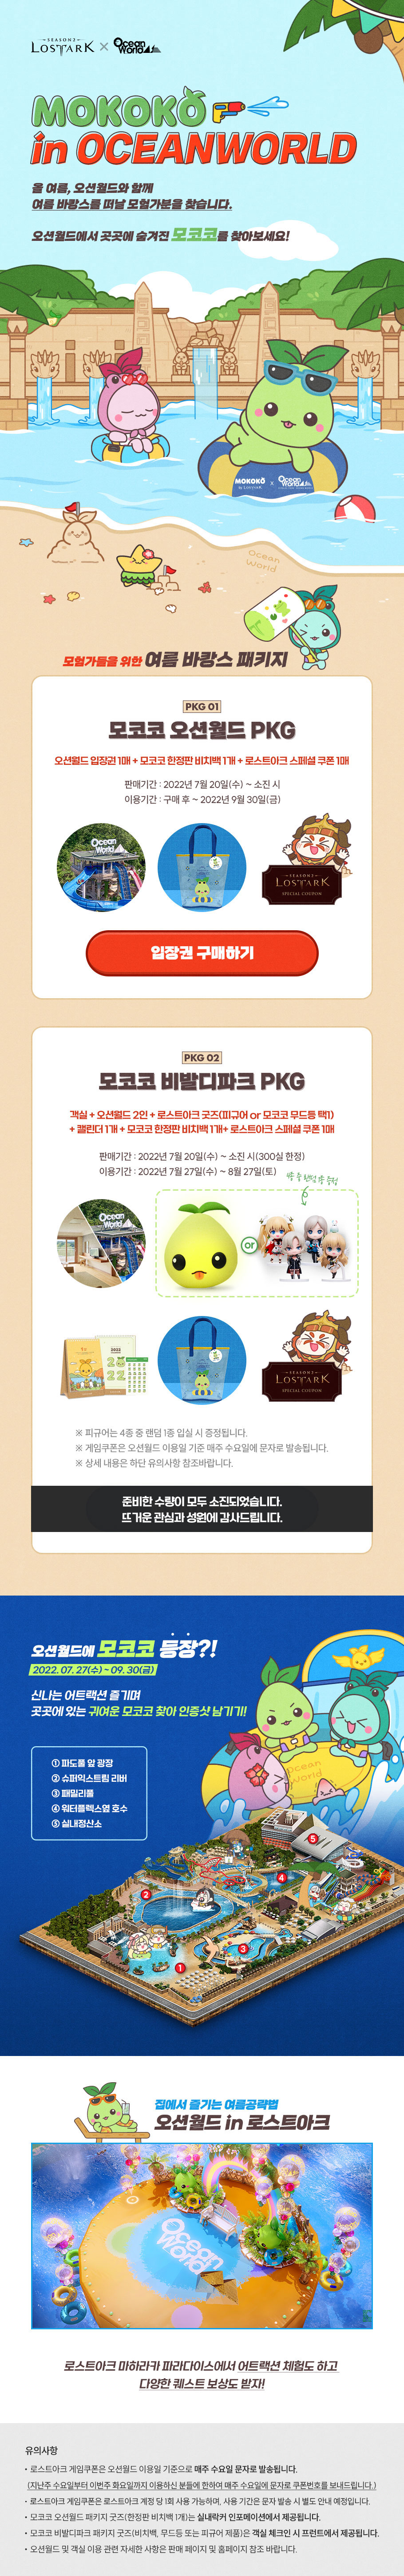 SEASON2
LOSTARK × Ocean World
MOKOKO
in OCEANWORLD
올 여름, 오션월드와 함께
여름 바캉스를 떠날 모험가분을 찾습니다.
오션월드에서 곳곳에 숨겨진 모코코를 찾아보세요!
MOKOKO × Ocean World
Ocean
World
모험가들을 위한 여름 바캉스 패키지
PKG 01
모코코 오션월드 PKG
오션월드 입장권 1매 + 모코코 한정판 비치백 1개 + 로스트아크 스페셜 쿠폰 1매
판매기간 : 2022년 7월 20일(수) ~ 소진 시
이용기간 : 구매 후 ~ 2022년 9월 30일(금)
Ocean
World
SEASON2
LOSTARK
SPECIAL COUPON
입장권 구매하기
PKG 02
모코코 비발디파크 PKG
객실 + 오션월드 2인 + 로스트아크 굿즈(피규어 or 모코코 무드등 택1)
+ 캘린더 1개 + 모코코 한정판 비치백 1개+ 로스트아크 스페셜 쿠폰 1매
판매기간 : 2022년 7월 20일(수) ~ 소진 시(300실 한정)
이용기간 : 2022년 7월 27일(수) ~ 8월 27일(토)
Ocean
World
or
2022
SEASON2
LOSTARK
SPECIAL COUPON
※ 피규어는 4종 중 랜덤 1종 입실 시 증정됩니다.
※ 게임쿠폰은 오션월드 이용일 기준 매주 수요일에 문자로 발송됩니다.
※ 상세 내용은 하단 유의사항 참조바랍니다.
준비한 수량이 모두 소진되었습니다.
뜨거운 관심과 성원에 감사드립니다.
오션월드에 모코코 등장?!
2022. 07. 27(수) ~ 09. 30(금)
신나는 어트랙션 즐기며
곳곳에 있는 귀여운 모코코 찾아 인증샷 남기기!
① 파도풀 앞 광장
② 슈퍼익스트림 리버
③ 패밀리풀
④ 워터플렉스옆 호수
⑤ 실내정산소
Ocean
World
5
4
2
3
1
집에서 즐기는 여름공략법
오션월드 in 로스트아크
Ocean
World
로스트아크 마하라카 파라다이스에서 어트랙션 체험도 하고
다양한 퀘스트 보상도 받자!
유의사항
• 로스트아크 게임쿠폰은 오션월드 이용일 기준으로 매주 수요일 문자로 발송됩니다.
(지난주 수요일부터 이번주 화요일까지 이용하신 분들에 한하여 매주 수요일에 문자로 쿠폰번호를 보내드립니다.)
• 로스트아크 게임쿠폰은 로스트아크 계정 당 1회 사용 가능하며, 사용 기간은 문자 발송 시 별도 안내 예정입니다.
• 모코코 오션월드 패키지 굿즈(한정판 비치백 1개)는 실내락커 인포메이션에서 제공됩니다.
• 모코코 비발디파크 패키지 굿즈(비치백, 무드등 또는 피규어 제품)은 객실 체크인 시 프런트에서 제공됩니다.
• 오션월드 및 객실 이용 관련 자세한 사항은 판매 페이지 및 홈페이지 참조 바랍니다.